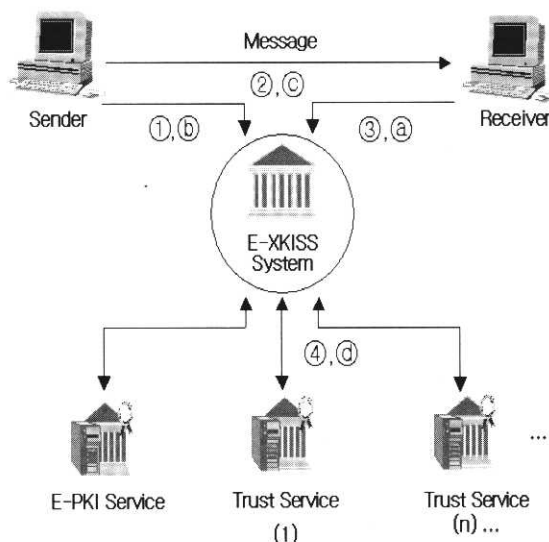 Message
②,ⓒ
Sender
Receiver
①,ⓑ
③,ⓐ
E-XKISS
System
④,ⓓ
...
E-PKI Service
Trust Service
(1)
Trust Service
(n) ...